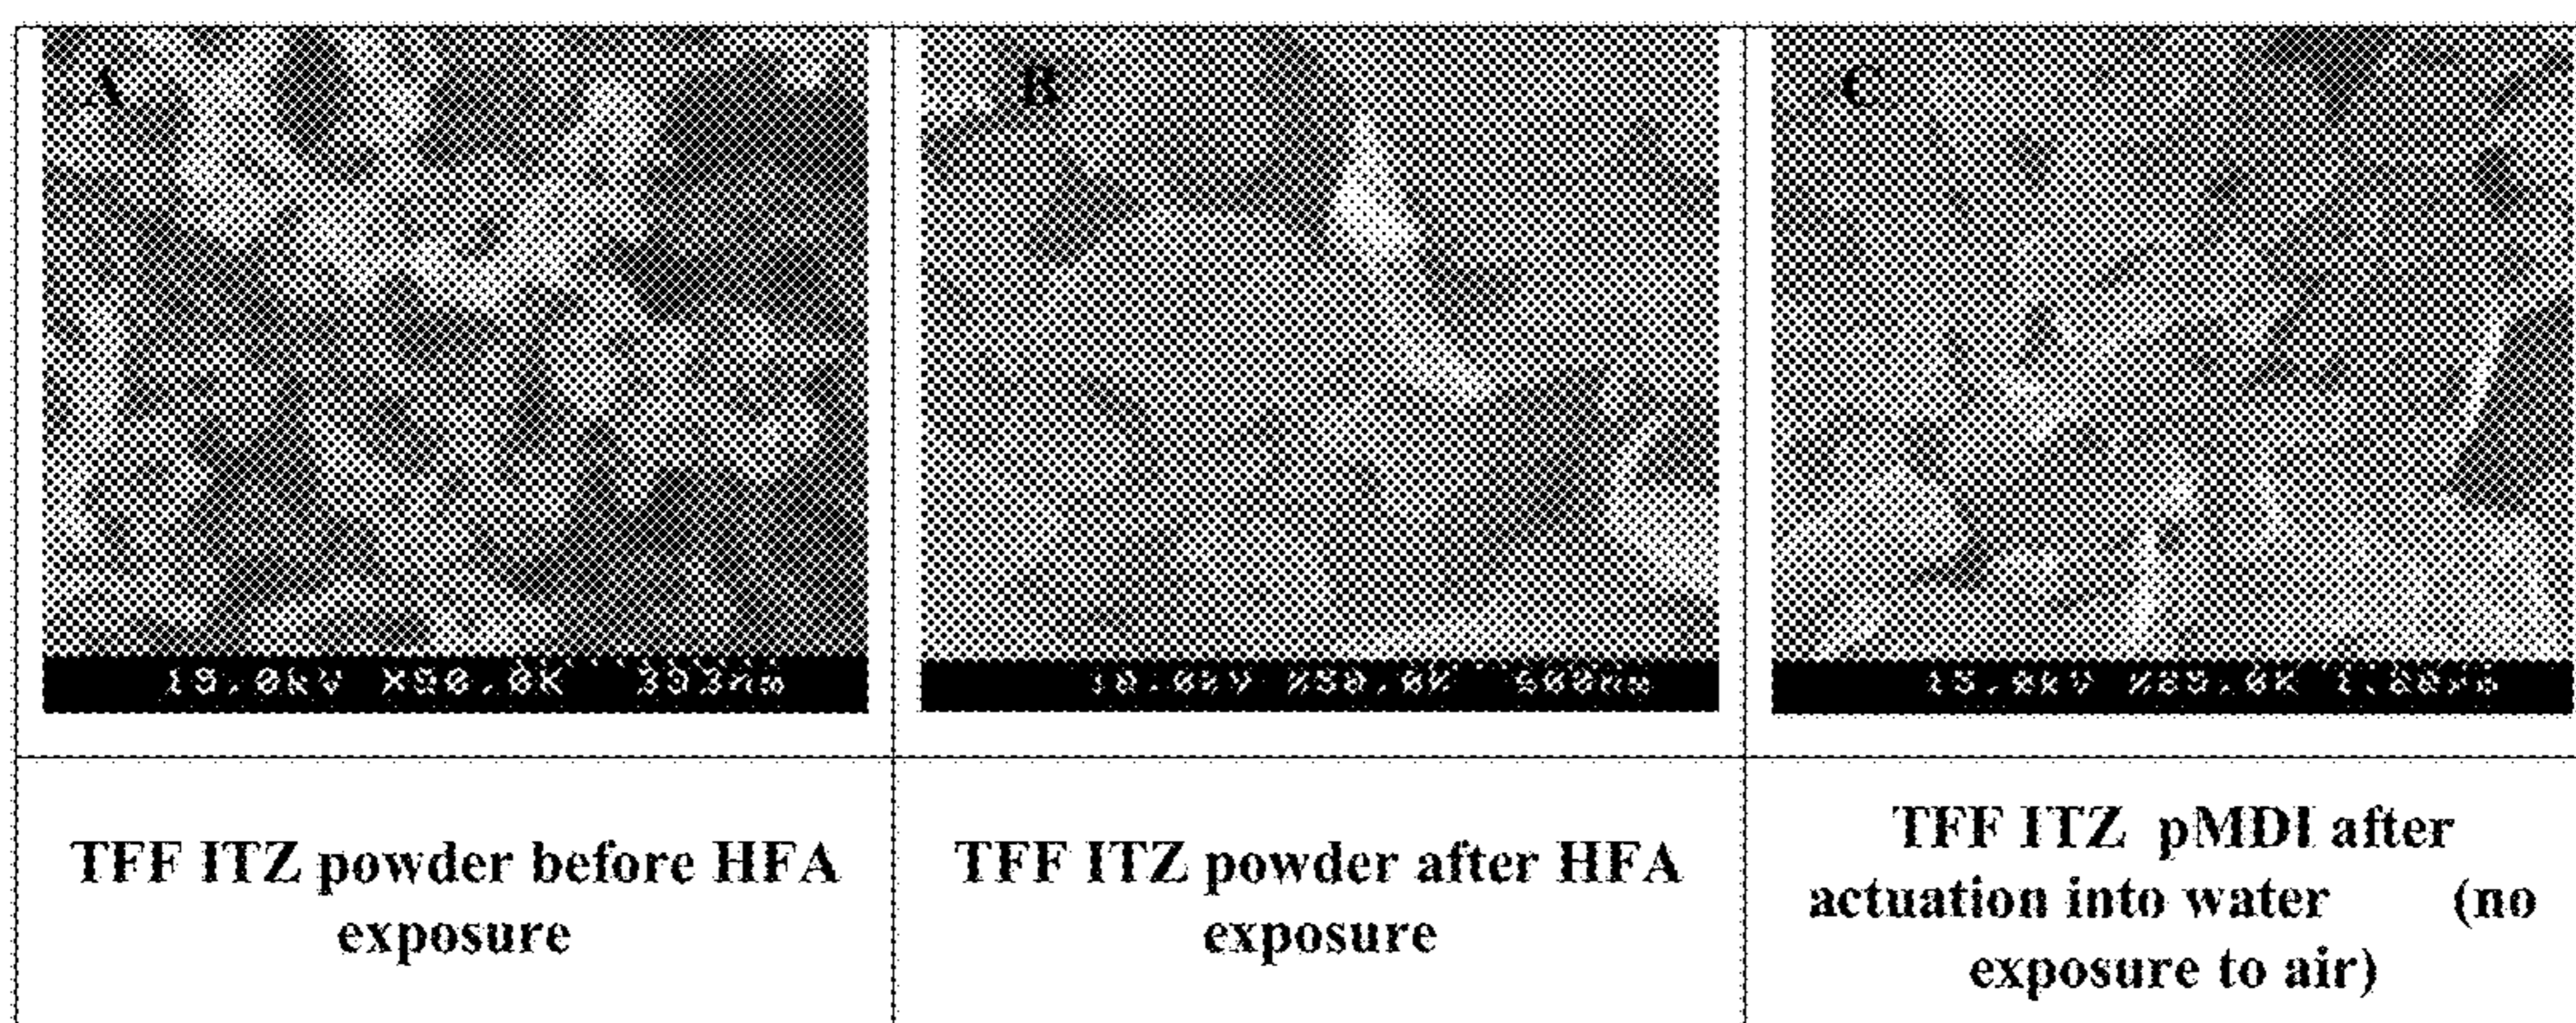 A
B
C
TFF ITZ powder before HFA
exposure
TFF ITZ powder after HFA
exposure
TFF ITZ pMDI after
actuation into water (no
exposure to air)